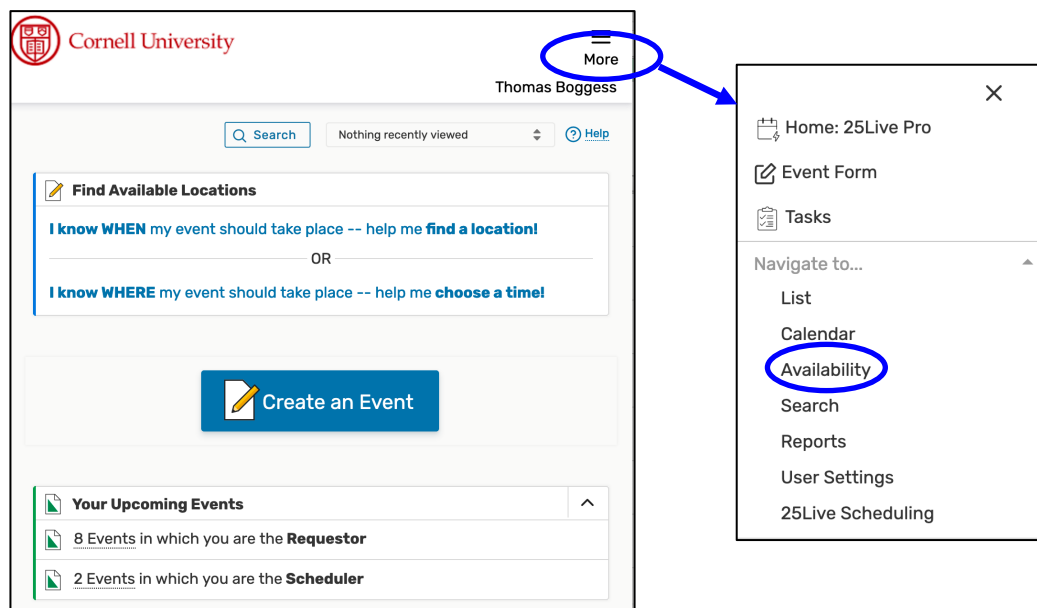 Cornell University
More
Thomas Boggess
Search
Nothing recently viewed
Help
Find Available Locations
I know WHEN my event should take place -- help me find a location!
OR
I know WHERE my event should take place -- help me choose a time!
Create an Event
Your Upcoming Events
8 Events in which you are the Requestor
2 Events in which you are the Scheduler
Home: 25Live Pro
Event Form
Tasks
Navigate to...
List
Calendar
Availability
Search
Reports
User Settings
25Live Scheduling